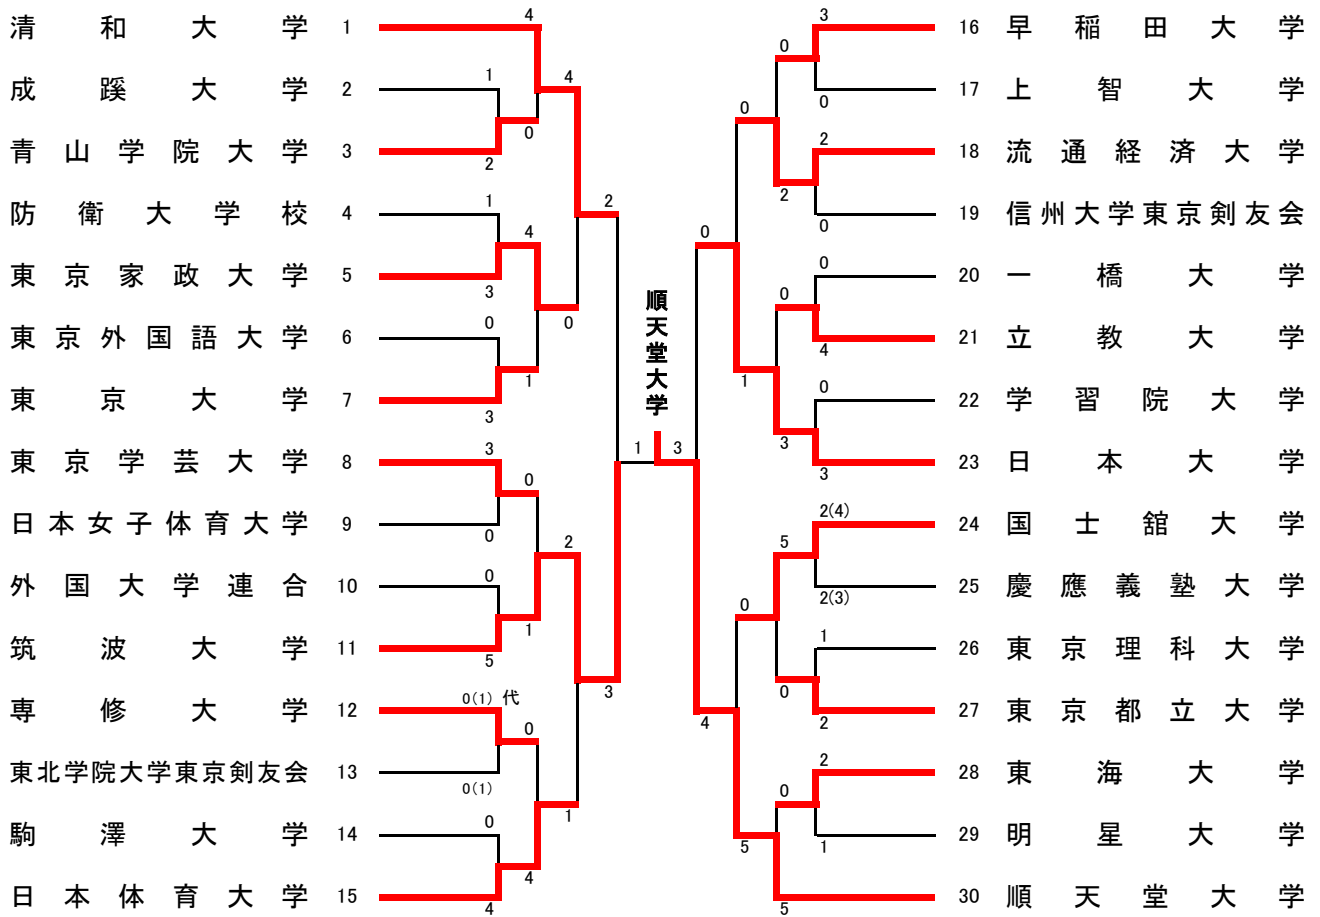 清和大学 1
成蹊大学 2
青山学院大学 3
防衛大学校 4
東京家政大学 5
東京外国語大学 6
東京大学 7
東京学芸大学 8
日本女子体育大学 9
外国大学連合 10
筑波大学 11
専修大学 12
東北学院大学東京剣友会 13
駒澤大学 14
日本体育大学 15
4
1
2
0
4
1
3
4
0
3
1
3
0
2
3
0
0
0
5
1
2
0(1) 代
0(1)
0
0
4
4
1
3
順天堂大学
1 3
3
0
0
0
2
0
2
0
0
0
4
0
0
3
3
1
2(4)
2(3)
5
1
2
0
0
4
2
1
0
5
5
16 早稲田大学
17 上智大学
18 流通経済大学
19 信州大学東京剣友会
20 一橋大学
21 立教大学
22 学習院大学
23 日本大学
24 国士舘大学
25 慶應義塾大学
26 東京理科大学
27 東京都立大学
28 東海大学
29 明星大学
30 順天堂大学